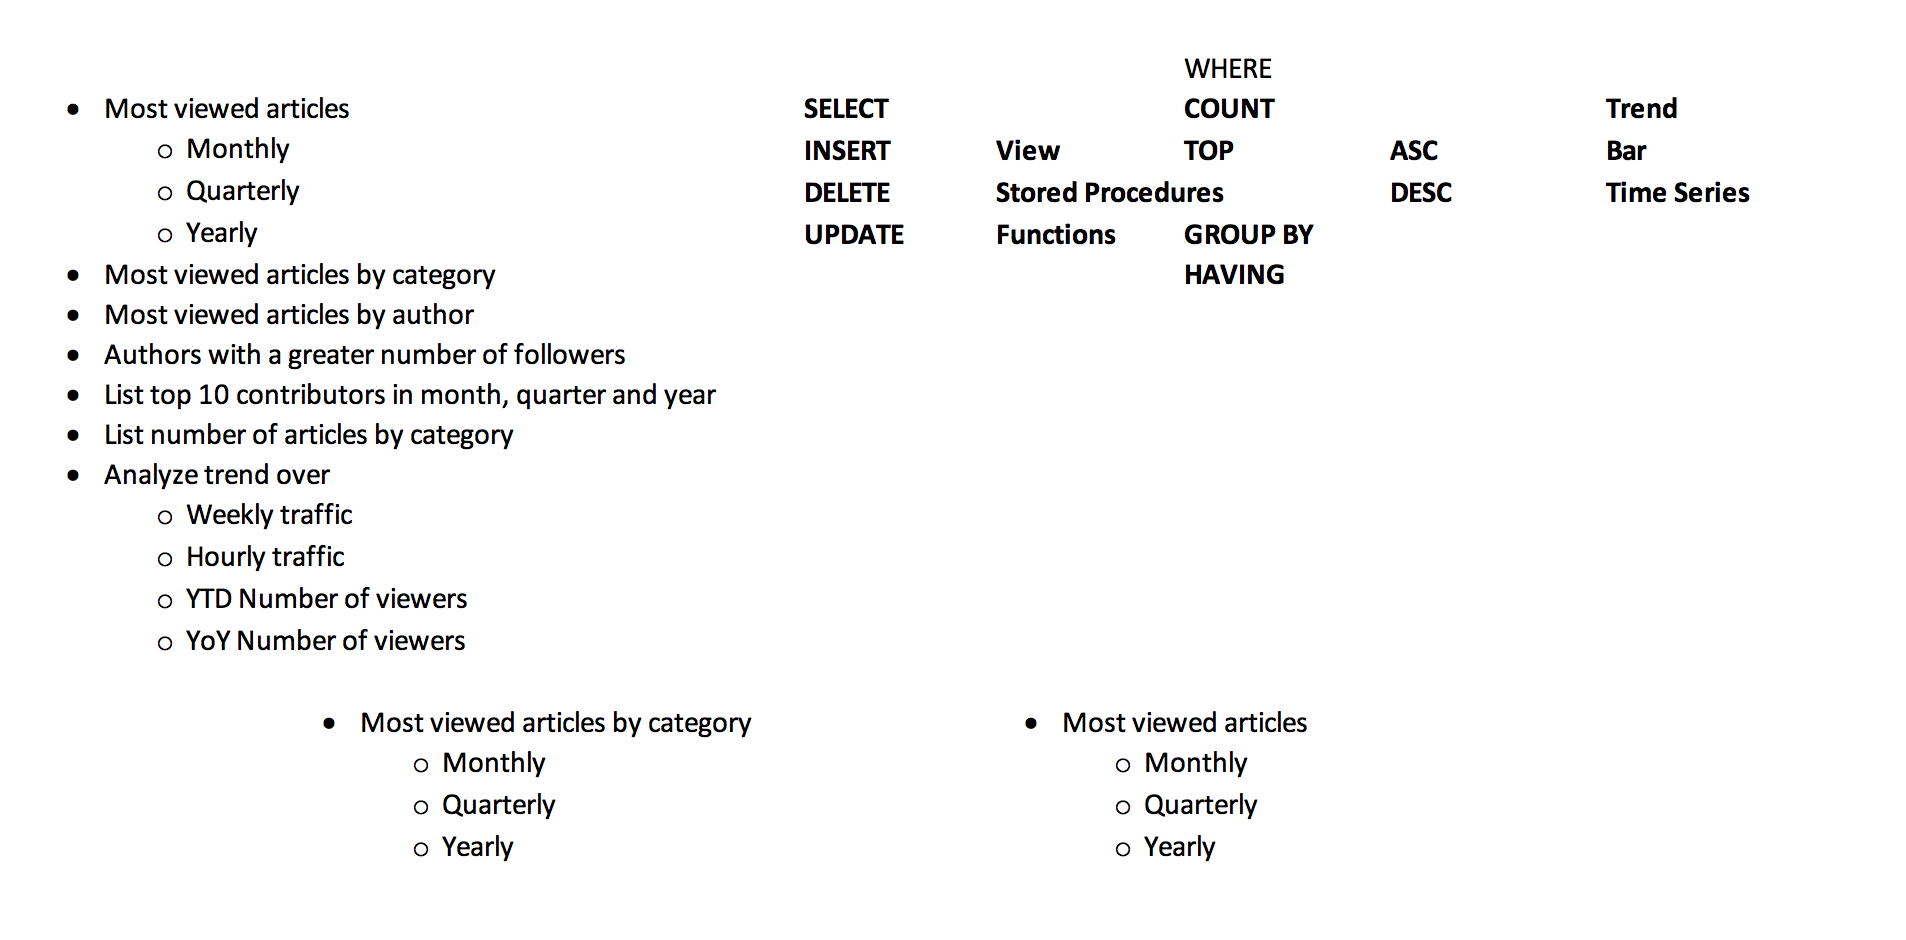 WHERE
• Most viewed articles SELECT COUNT Trend
o Monthly INSERT View TOP ASC Bar
o Quarterly DELETE Stored Procedures DESC Time Series
o Yearly UPDATE Functions GROUP BY
• Most viewed articles by category HAVING
• Most viewed articles by author
• Authors with a greater number of followers
• List top 10 contributors in month, quarter and year
• List number of articles by category
• Analyze trend over
o Weekly traffic
o Hourly traffic
o YTD Number of viewers
o YoY Number of viewers
• Most viewed articles by category • Most viewed articles
o Monthly o Monthly
o Quarterly o Quarterly
o Yearly o Yearly